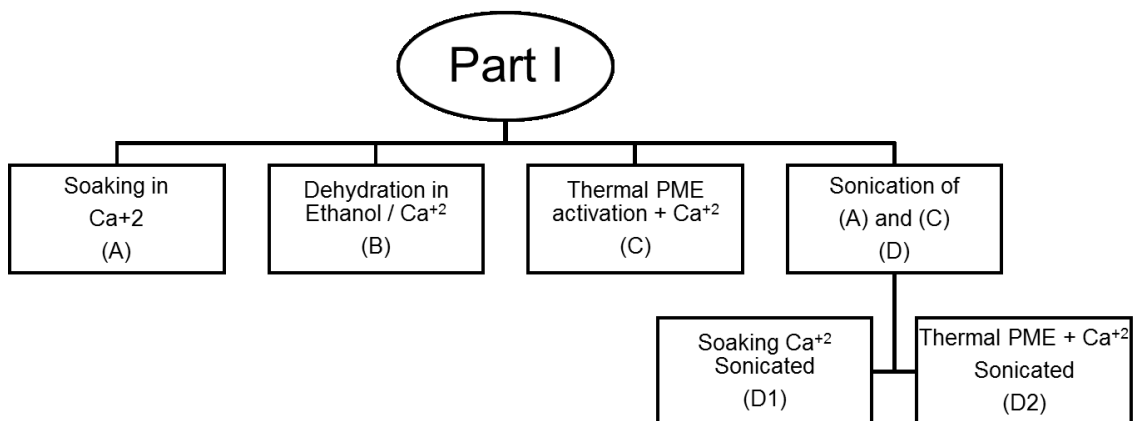 Part I
Soaking in
Ca+2
(A)
Dehydration in
Ethanol / Ca⁺²
(B)
Thermal PME
activation + Ca⁺²
(C)
Sonication of
(A) and (C)
(D)
Soaking Ca⁺²
Sonicated
(D1)
Thermal PME + Ca⁺²
Sonicated
(D2)